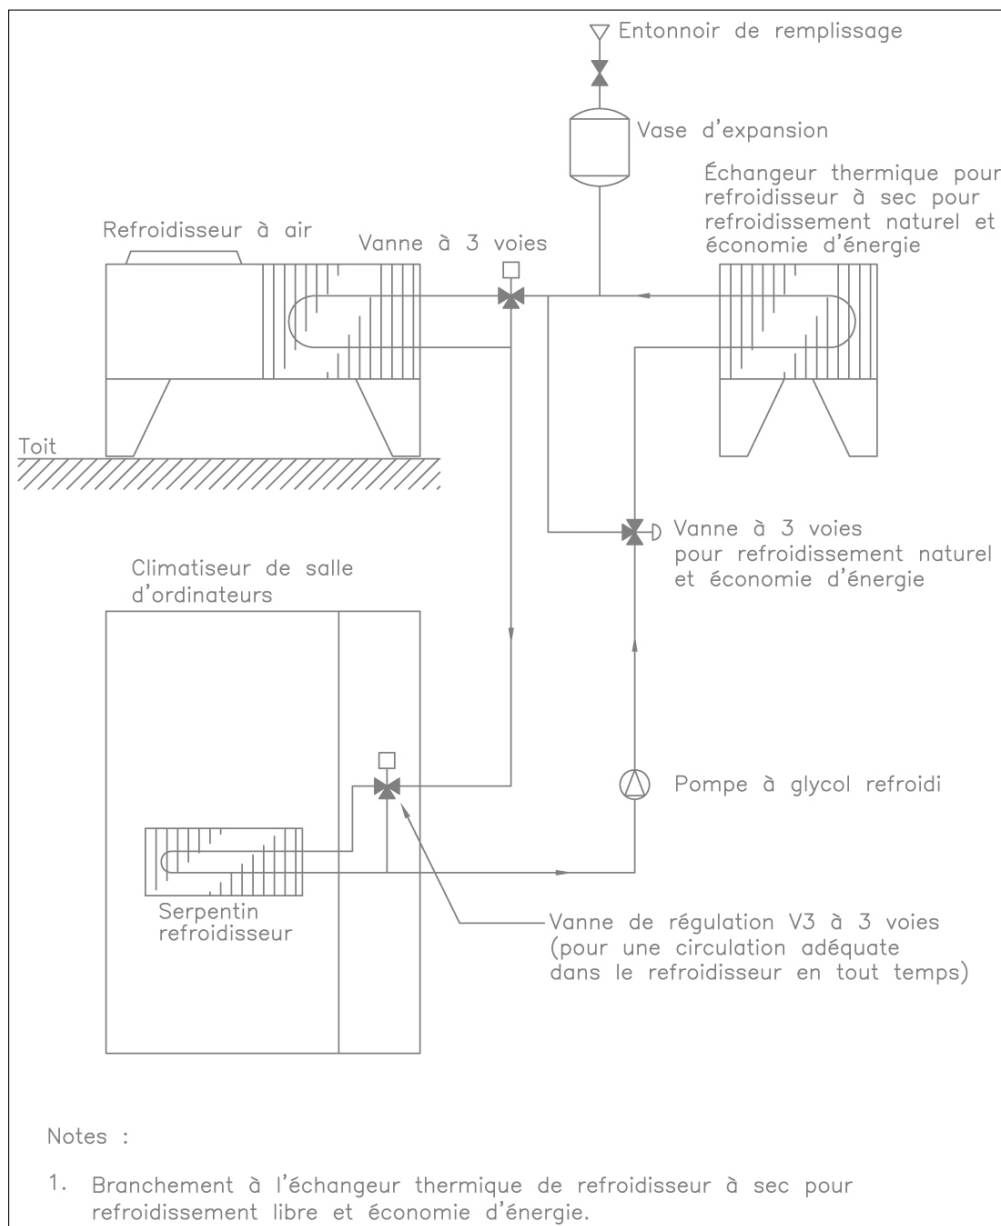 Entonnoir de remplissage
Vase d'expansion
Échangeur thermique pour
refroidisseur à sec pour
refroidissement naturel et
économie d'énergie
Refroidisseur à air
Vanne à 3 voies
Toit
Vanne à 3 voies
pour refroidissement naturel
et économie d'énergie
Climatiseur de salle
d'ordinateurs
Pompe à glycol refroidi
Serpentin
refroidisseur
Vanne de régulation V3 à 3 voies
(pour une circulation adéquate
dans le refroidisseur en tout temps)
Notes :
1. Branchement à l'échangeur thermique de refroidisseur à sec pour
refroidissement libre et économie d'énergie.